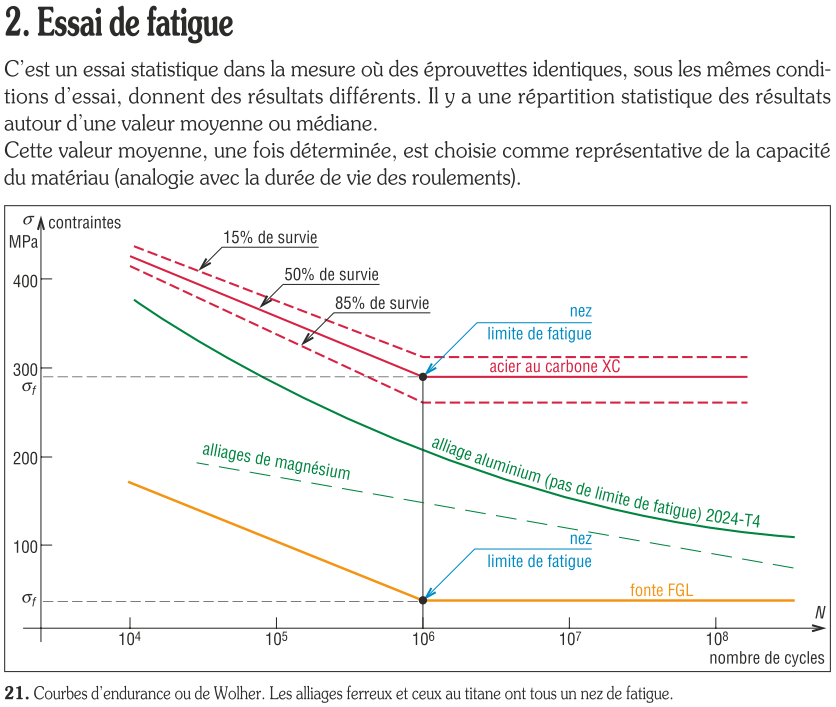 2. Essai de fatigue
C'est un essai statistique dans la mesure où des éprouvettes identiques, sous les mêmes condi-
tions d'essai, donnent des résultats différents. Il y a une répartition statistique des résultats
autour d'une valeur moyenne ou médiane.
Cette valeur moyenne, une fois déterminée, est choisie comme représentative de la capacité
du matériau (analogie avec la durée de vie des roulements).
σ contraintes
MPa
15% de survie
50% de survie
85% de survie
400
nez
limite de fatigue
300
acier au carbone XC
σf
200
alliages de magnésium
alliage aluminium (pas de limite de fatigue) 2024-T4
100
nez
limite de fatigue
fonte FGL
σf
N
10⁴ 10⁵ 10⁶ 10⁷ 10⁸
nombre de cycles
21. Courbes d'endurance ou de Wolher. Les alliages ferreux et ceux au titane ont tous un nez de fatigue.